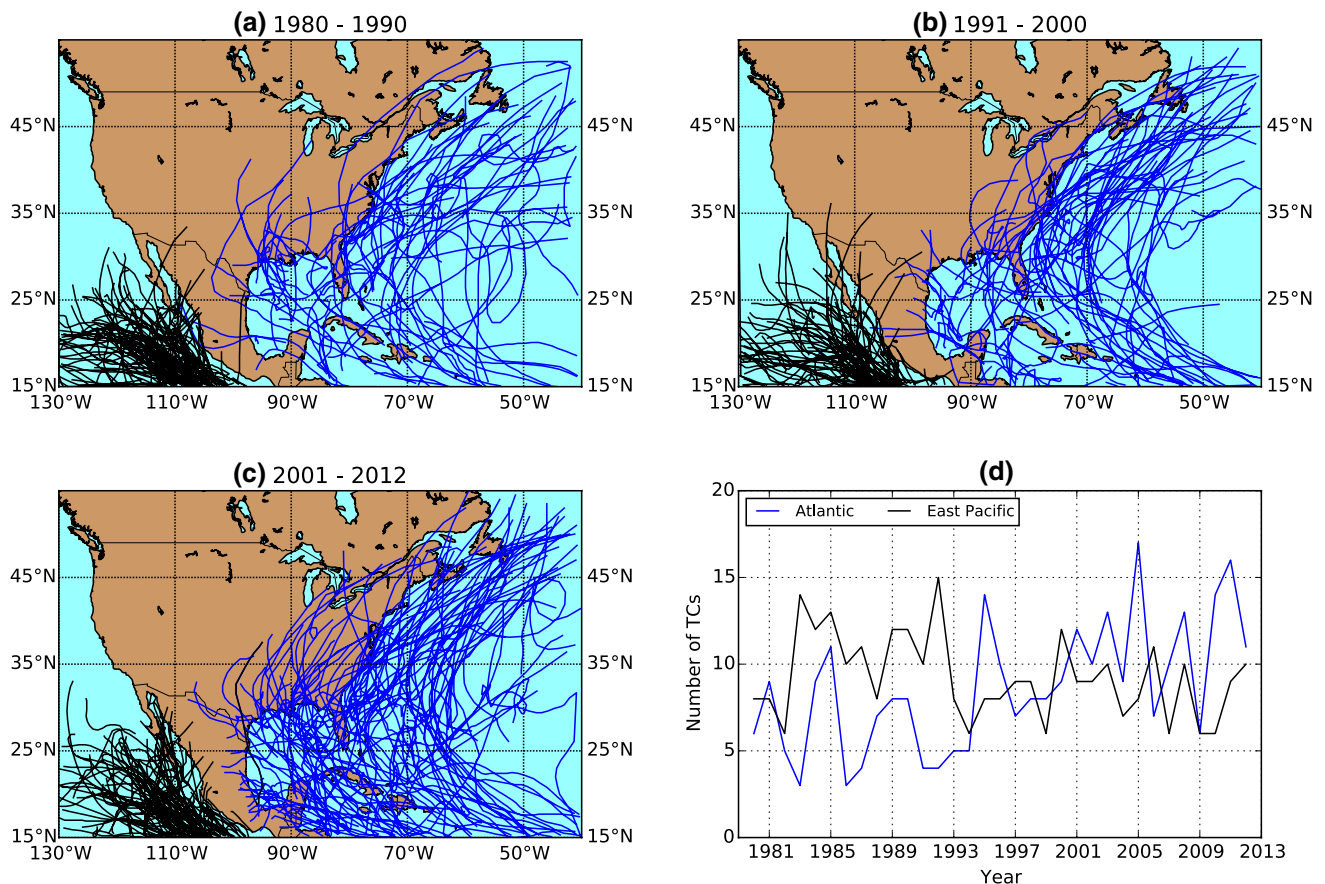 (a) 1980 - 1990
45°N
45°N
35°N
35°N
25°N
25°N
15°N
15°N
130°W 110°W 90°W 70°W 50°W
(b) 1991 - 2000
45°N
45°N
35°N
35°N
25°N
25°N
15°N
15°N
130°W 110°W 90°W 70°W 50°W
(c) 2001 - 2012
45°N
45°N
35°N
35°N
25°N
25°N
15°N
15°N
130°W 110°W 90°W 70°W 50°W
(d)
Atlantic East Pacific
Number of TCs
20
15
10
5
0
1981 1985 1989 1993 1997 2001 2005 2009 2013
Year